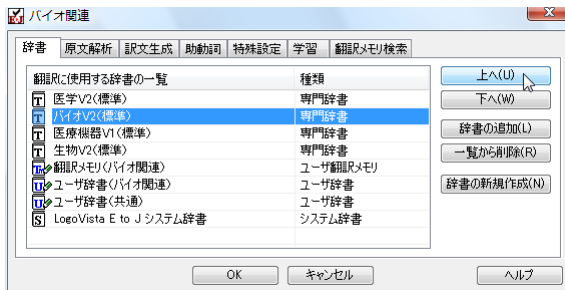 バイオ関連
辞書 原文解析 訳文生成 助動詞 特殊設定 学習 翻訳メモリ検索
翻訳に使用する辞書の一覧 種類
医学V2(標準) 専門辞書
バイオV2(標準) 専門辞書
医療機器V1(標準) 専門辞書
生物V2(標準) 専門辞書
翻訳メモリ(バイオ関連) ユーザ翻訳メモリ
ユーザ辞書(バイオ関連) ユーザ辞書
ユーザ辞書(共通) ユーザ辞書
LogoVista E to J システム辞書 システム辞書
上へ(U)
下へ(W)
辞書の追加(L)
一覧から削除(R)
辞書の新規作成(N)
OK キャンセル ヘルプ